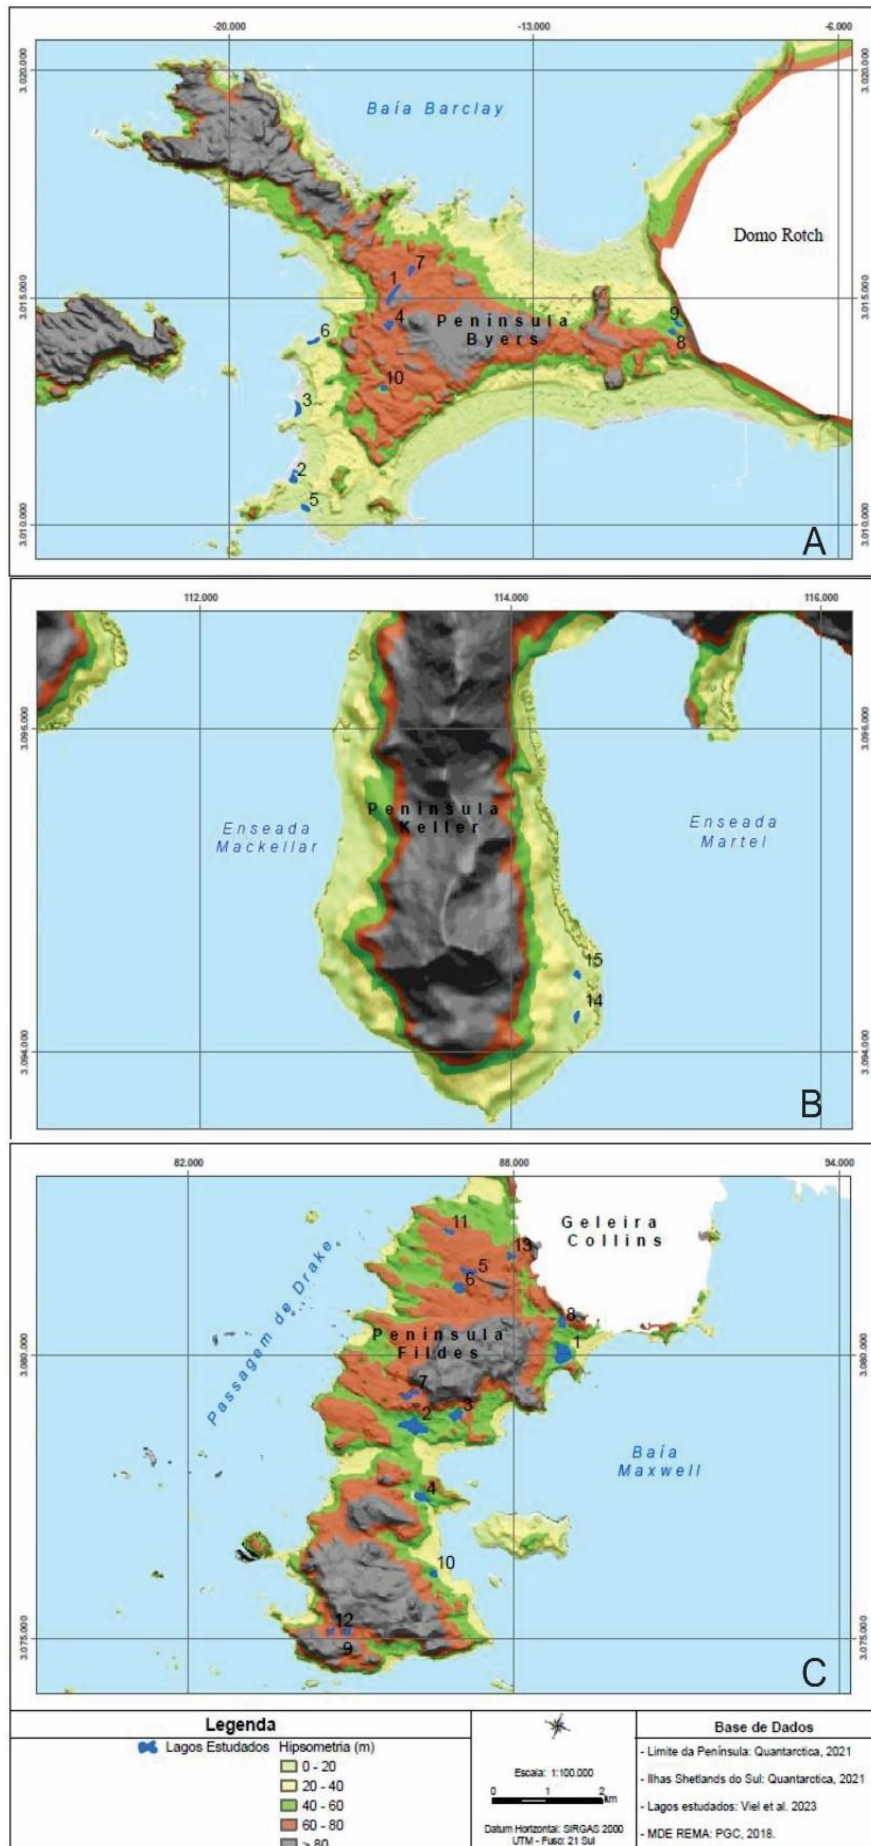 -20.000 -13.000 -6.000
3.020.000 3.020.000
Baía Barclay
Domo Rotch
7
1
3.015.000 3.015.000
4
Península
Byers
9
8
6
10
3
2
5
3.010.000 3.010.000
A
112.000 114.000 116.000
3.096.000 3.096.000
Península
Keller
Enseada
Mackellar
Enseada
Martel
15
14
3.094.000 3.094.000
B
82.000 88.000 94.000
Geleira
Collins
11
13
5
6
Passagem de Drake
8
Península
Fildes
1
3.080.000 3.080.000
7
3
2
Baía
Maxwell
4
10
12
9
3.075.000 3.075.000
C
Legenda
Lagos Estudados Hipsometria (m)
0 - 20
20 - 40
40 - 60
60 - 80
> 80
Escala: 1:100.000
0 1 2
km
Datum Horizontal: SIRGAS 2000
UTM - Fuso: 21 Sul
Base de Dados
- Limite da Península: Quantarctica, 2021
- Ilhas Shetlands do Sul: Quantarctica, 2021
- Lagos estudados: Viel et al. 2023
- MDE REMA: PGC, 2018.